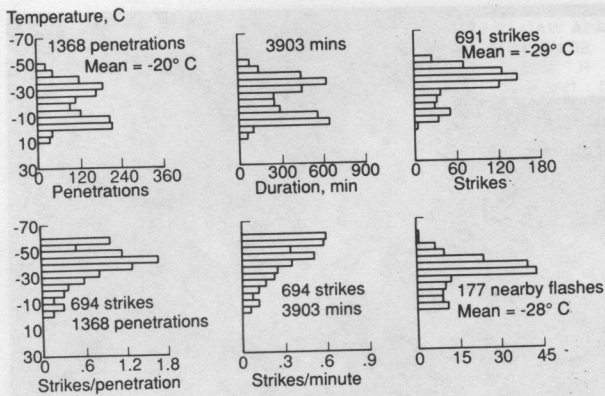 Temperature, C
-70
-50
-30
-10
10
30
1368 penetrations
Mean = -20° C
0 120 240 360
Penetrations
3903 mins
0 300 600 900
Duration, min
691 strikes
Mean = -29° C
0 60 120 180
Strikes
-70
-50
-30
-10
10
30
694 strikes
1368 penetrations
0 .6 1.2 1.8
Strikes/penetration
694 strikes
3903 mins
0 .3 .6 .9
Strikes/minute
177 nearby flashes
Mean = -28° C
0 15 30 45